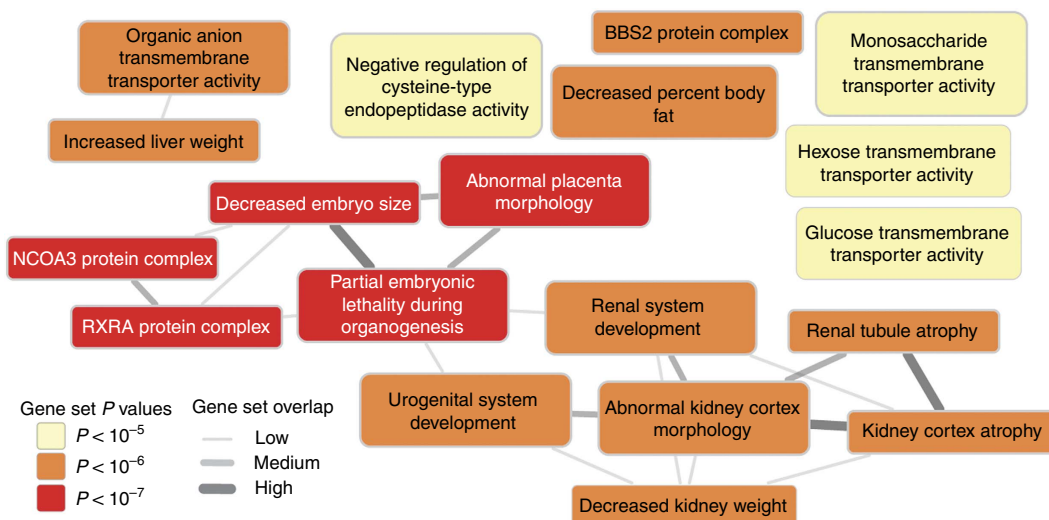 Organic anion
transmembrane
transporter activity
Increased liver weight
Negative regulation of
cysteine-type
endopeptidase activity
BBS2 protein complex
Decreased percent body
fat
Monosaccharide
transmembrane
transporter activity
Hexose transmembrane
transporter activity
Glucose transmembrane
transporter activity
Decreased embryo size
Abnormal placenta
morphology
NCOA3 protein complex
RXRA protein complex
Partial embryonic
lethality during
organogenesis
Renal system
development
Renal tubule atrophy
Urogenital system
development
Abnormal kidney cortex
morphology
Kidney cortex atrophy
Decreased kidney weight
Gene set P values
P < 10⁻⁵
P < 10⁻⁶
P < 10⁻⁷
Gene set overlap
Low
Medium
High